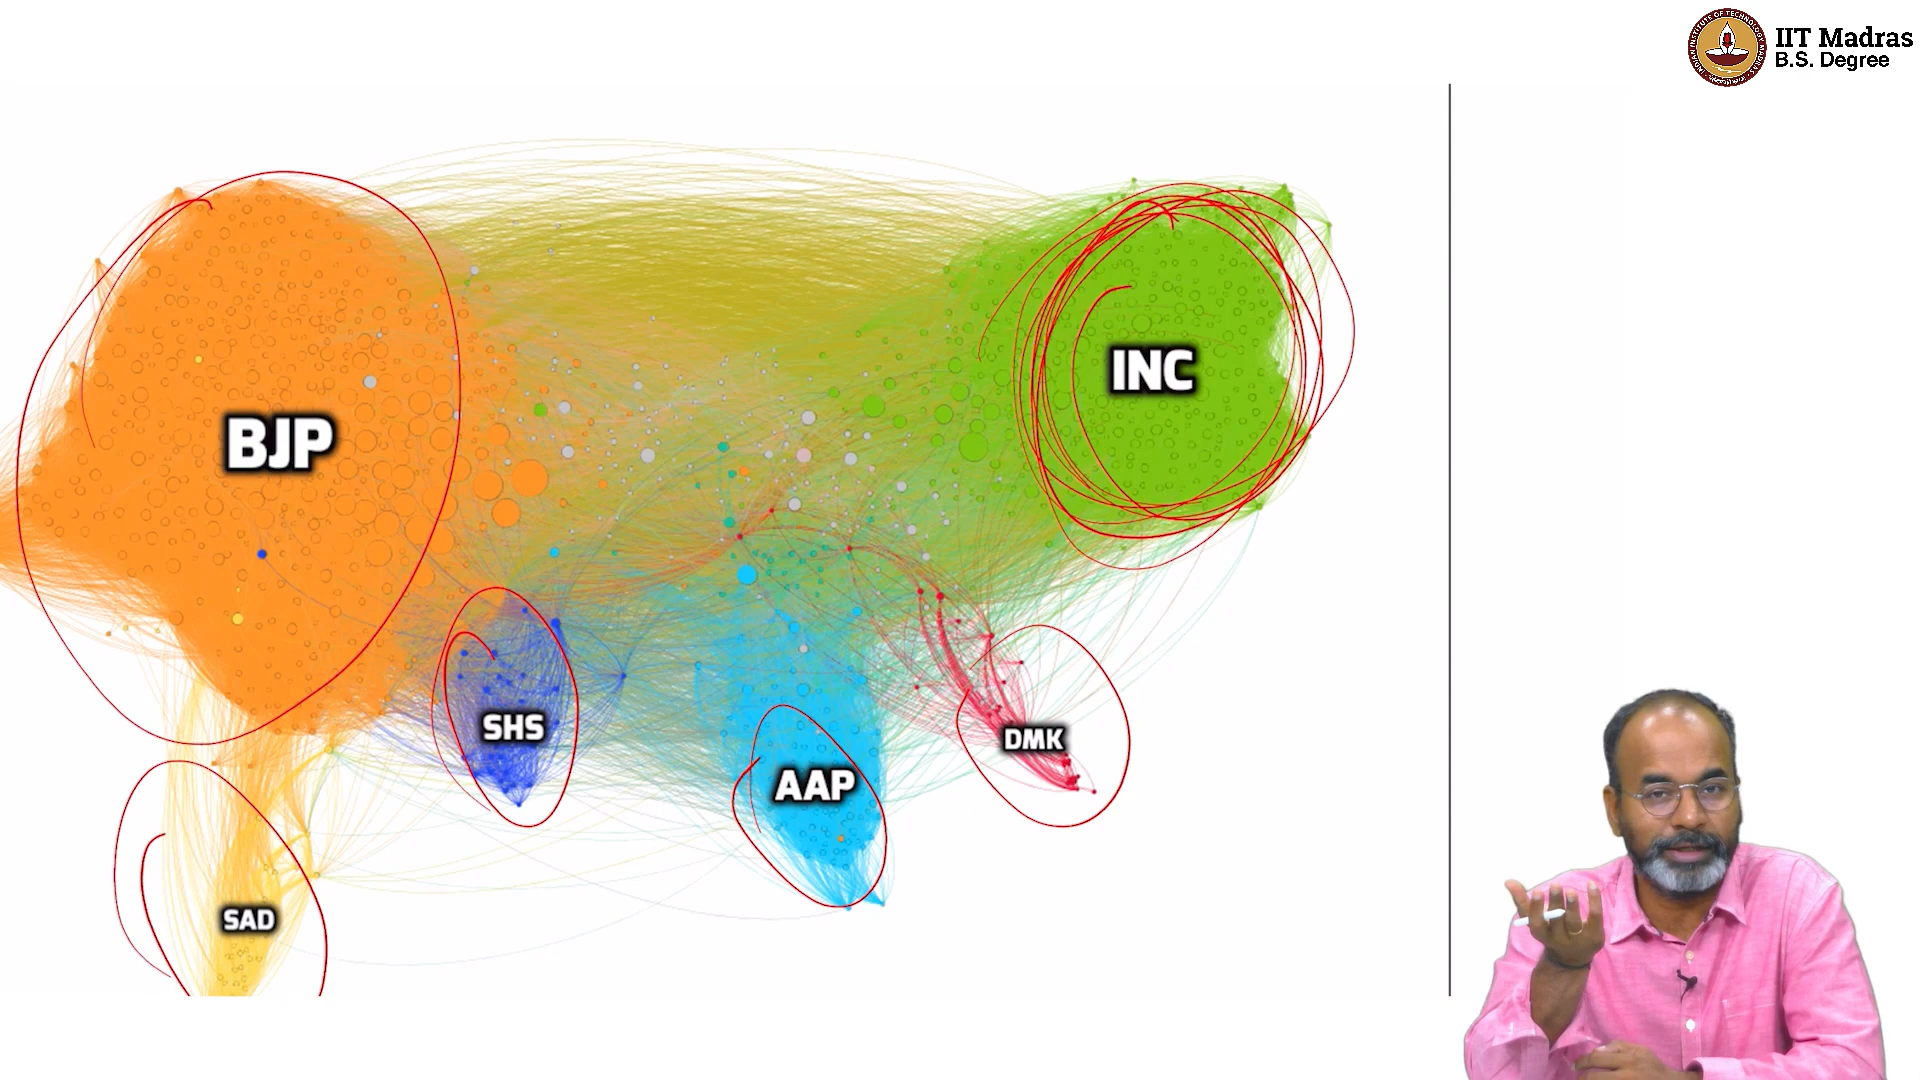 IIT Madras
B.S. Degree
INC
BJP
SHS
DMK
AAP
SAD